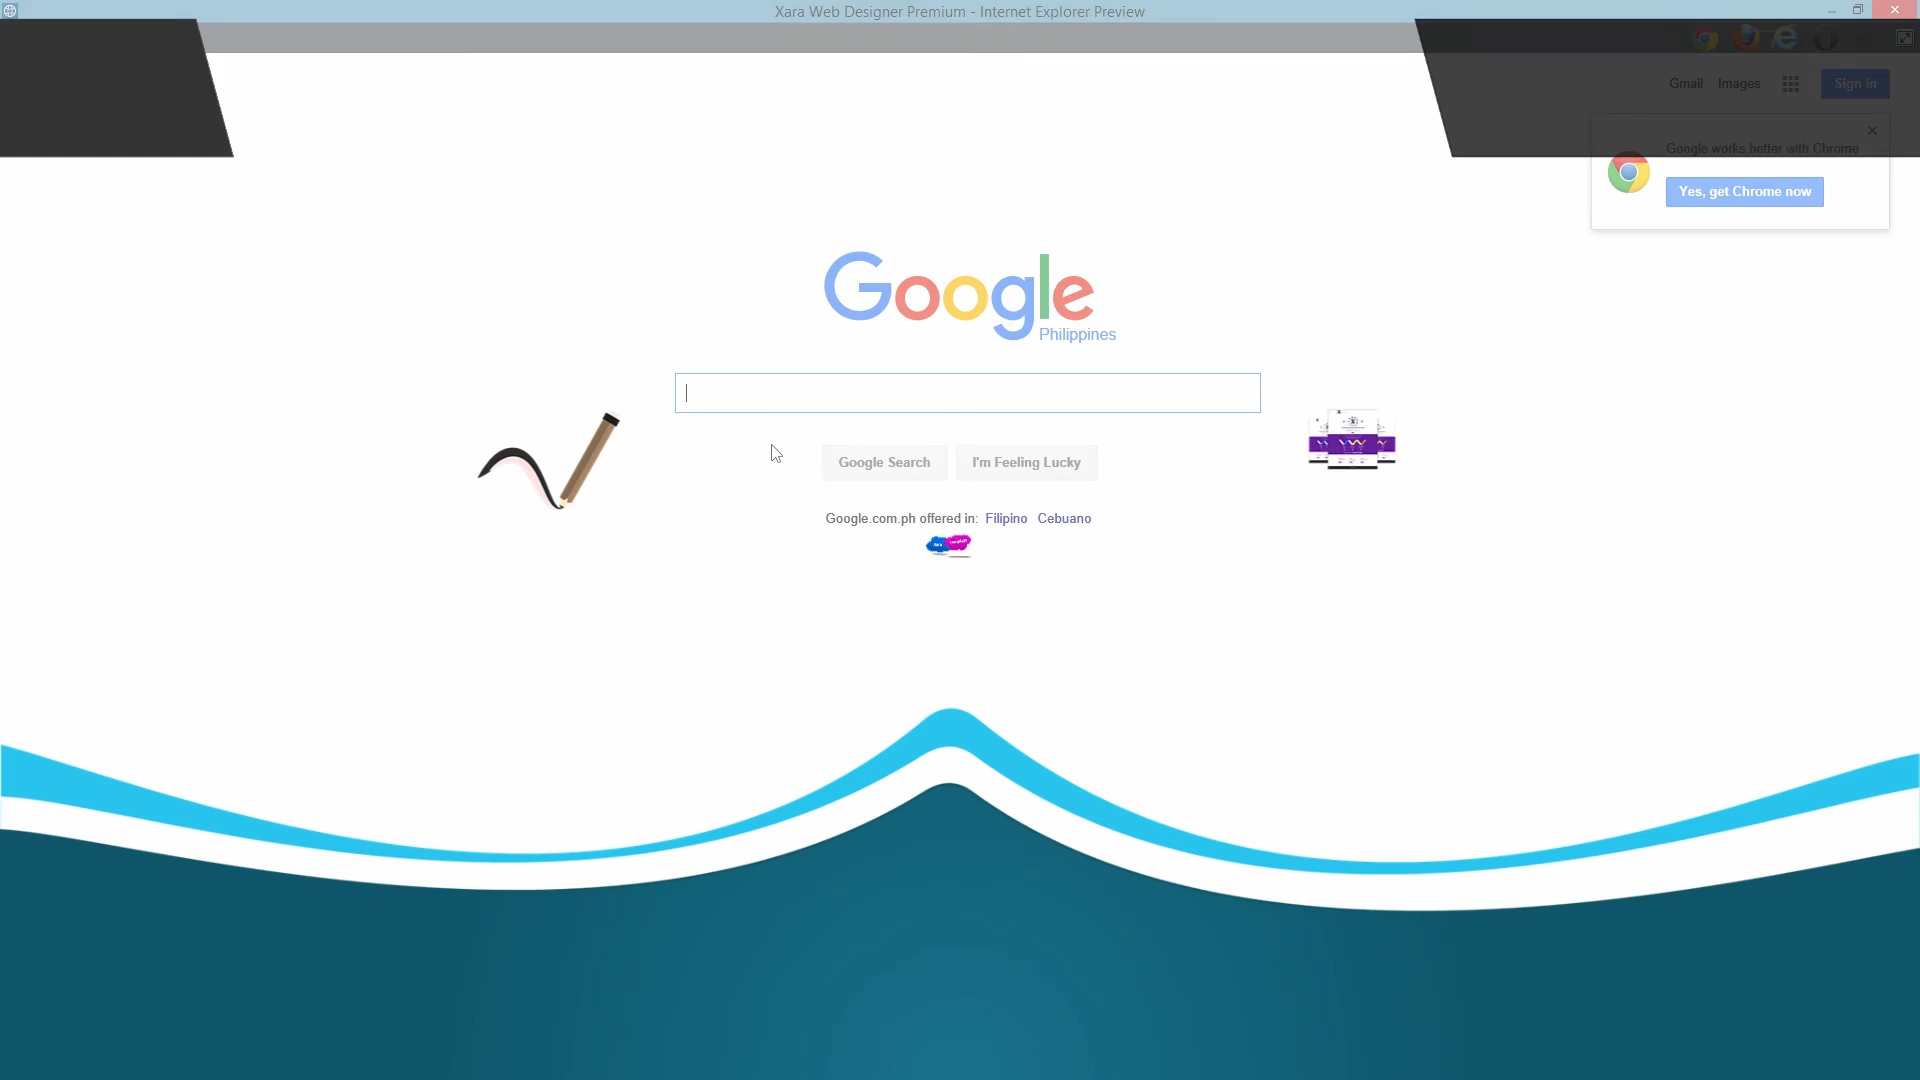 Xara Web Designer Premium - Internet Explorer Preview
Gmail Images Sign in
Google works better with Chrome
Yes, get Chrome now
Google
Philippines
Google Search I'm Feeling Lucky
Google.com.ph offered in: Filipino Cebuano